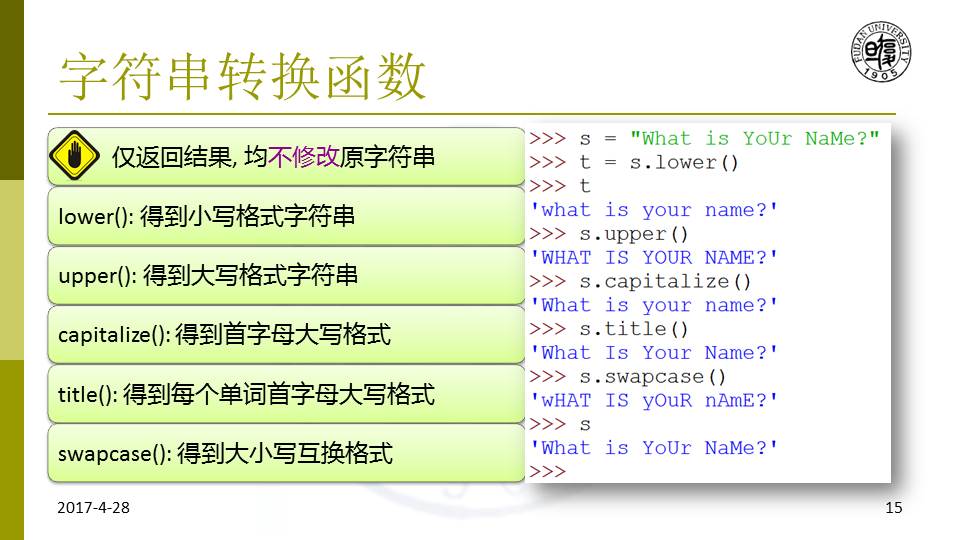 字符串转换函数
FUDAN UNIVERSITY
1905
仅返回结果, 均不修改原字符串
lower(): 得到小写格式字符串
upper(): 得到大写格式字符串
capitalize(): 得到首字母大写格式
title(): 得到每个单词首字母大写格式
swapcase(): 得到大小写互换格式
>>> s = "What is YoUr NaMe?"
>>> t = s.lower()
>>> t
'what is your name?'
>>> s.upper()
'WHAT IS YOUR NAME?'
>>> s.capitalize()
'What is your name?'
>>> s.title()
'What Is Your Name?'
>>> s.swapcase()
'wHAT IS yOuR nAmE?'
>>> s
'What is YoUr NaMe?'
>>>
2017-4-28
15